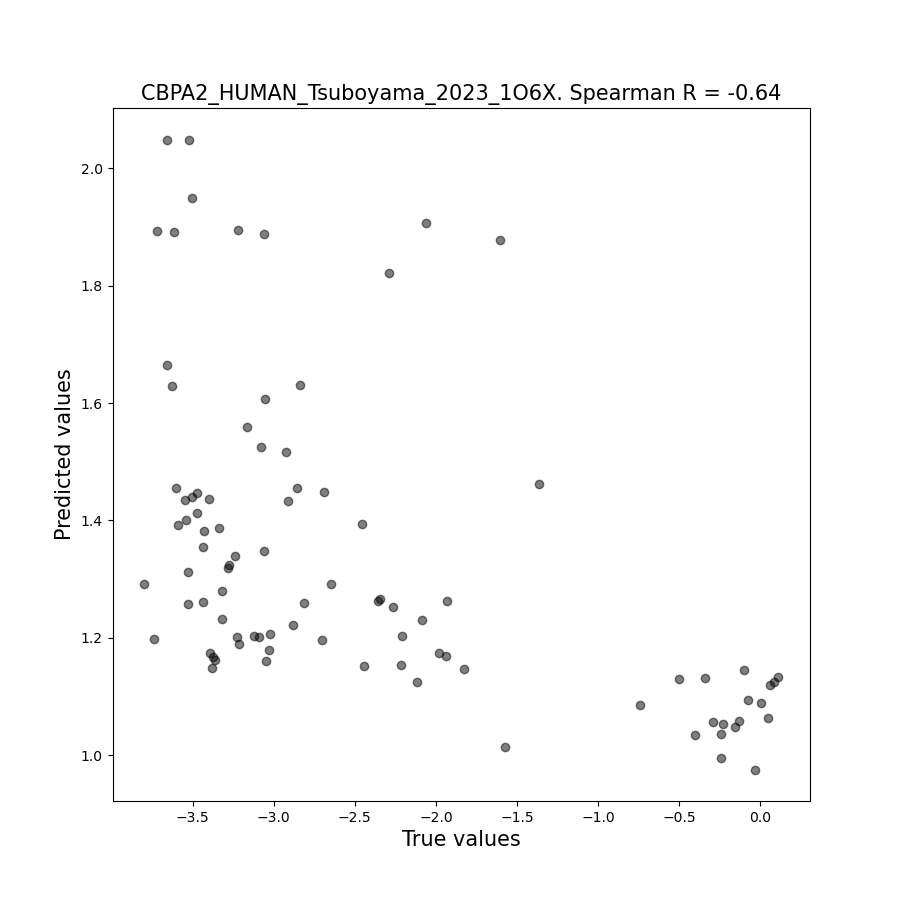 CBPA2_HUMAN_Tsuboyama_2023_1O6X. Spearman R = -0.64
2.0
1.8
1.6
1.4
1.2
1.0
Predicted values
−3.5 −3.0 −2.5 −2.0 −1.5 −1.0 −0.5 0.0
True values